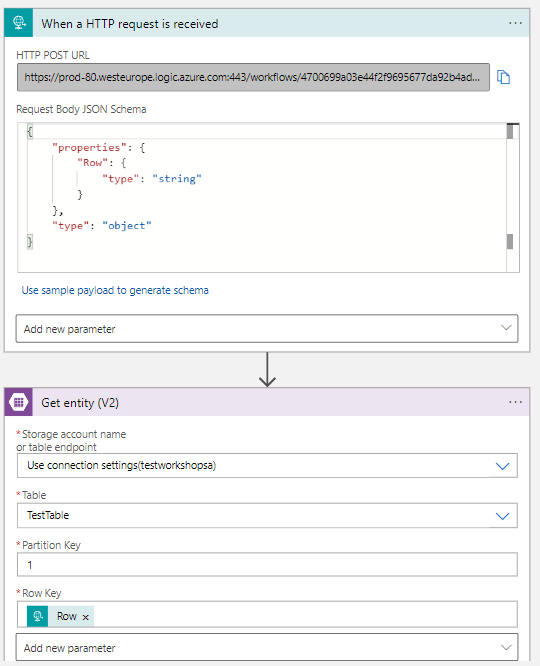 When a HTTP request is received
HTTP POST URL
https://prod-80.westeurope.logic.azure.com:443/workflows/4700699a03e44f2f9695677da92b4ad...
Request Body JSON Schema
{
    "properties": {
        "Row": {
            "type": "string"
        }
    },
    "type": "object"
}
Use sample payload to generate schema
Add new parameter
Get entity (V2)
*Storage account name
or table endpoint
Use connection settings(testworkshopsa)
*Table
TestTable
*Partition Key
1
*Row Key
Row x
Add new parameter